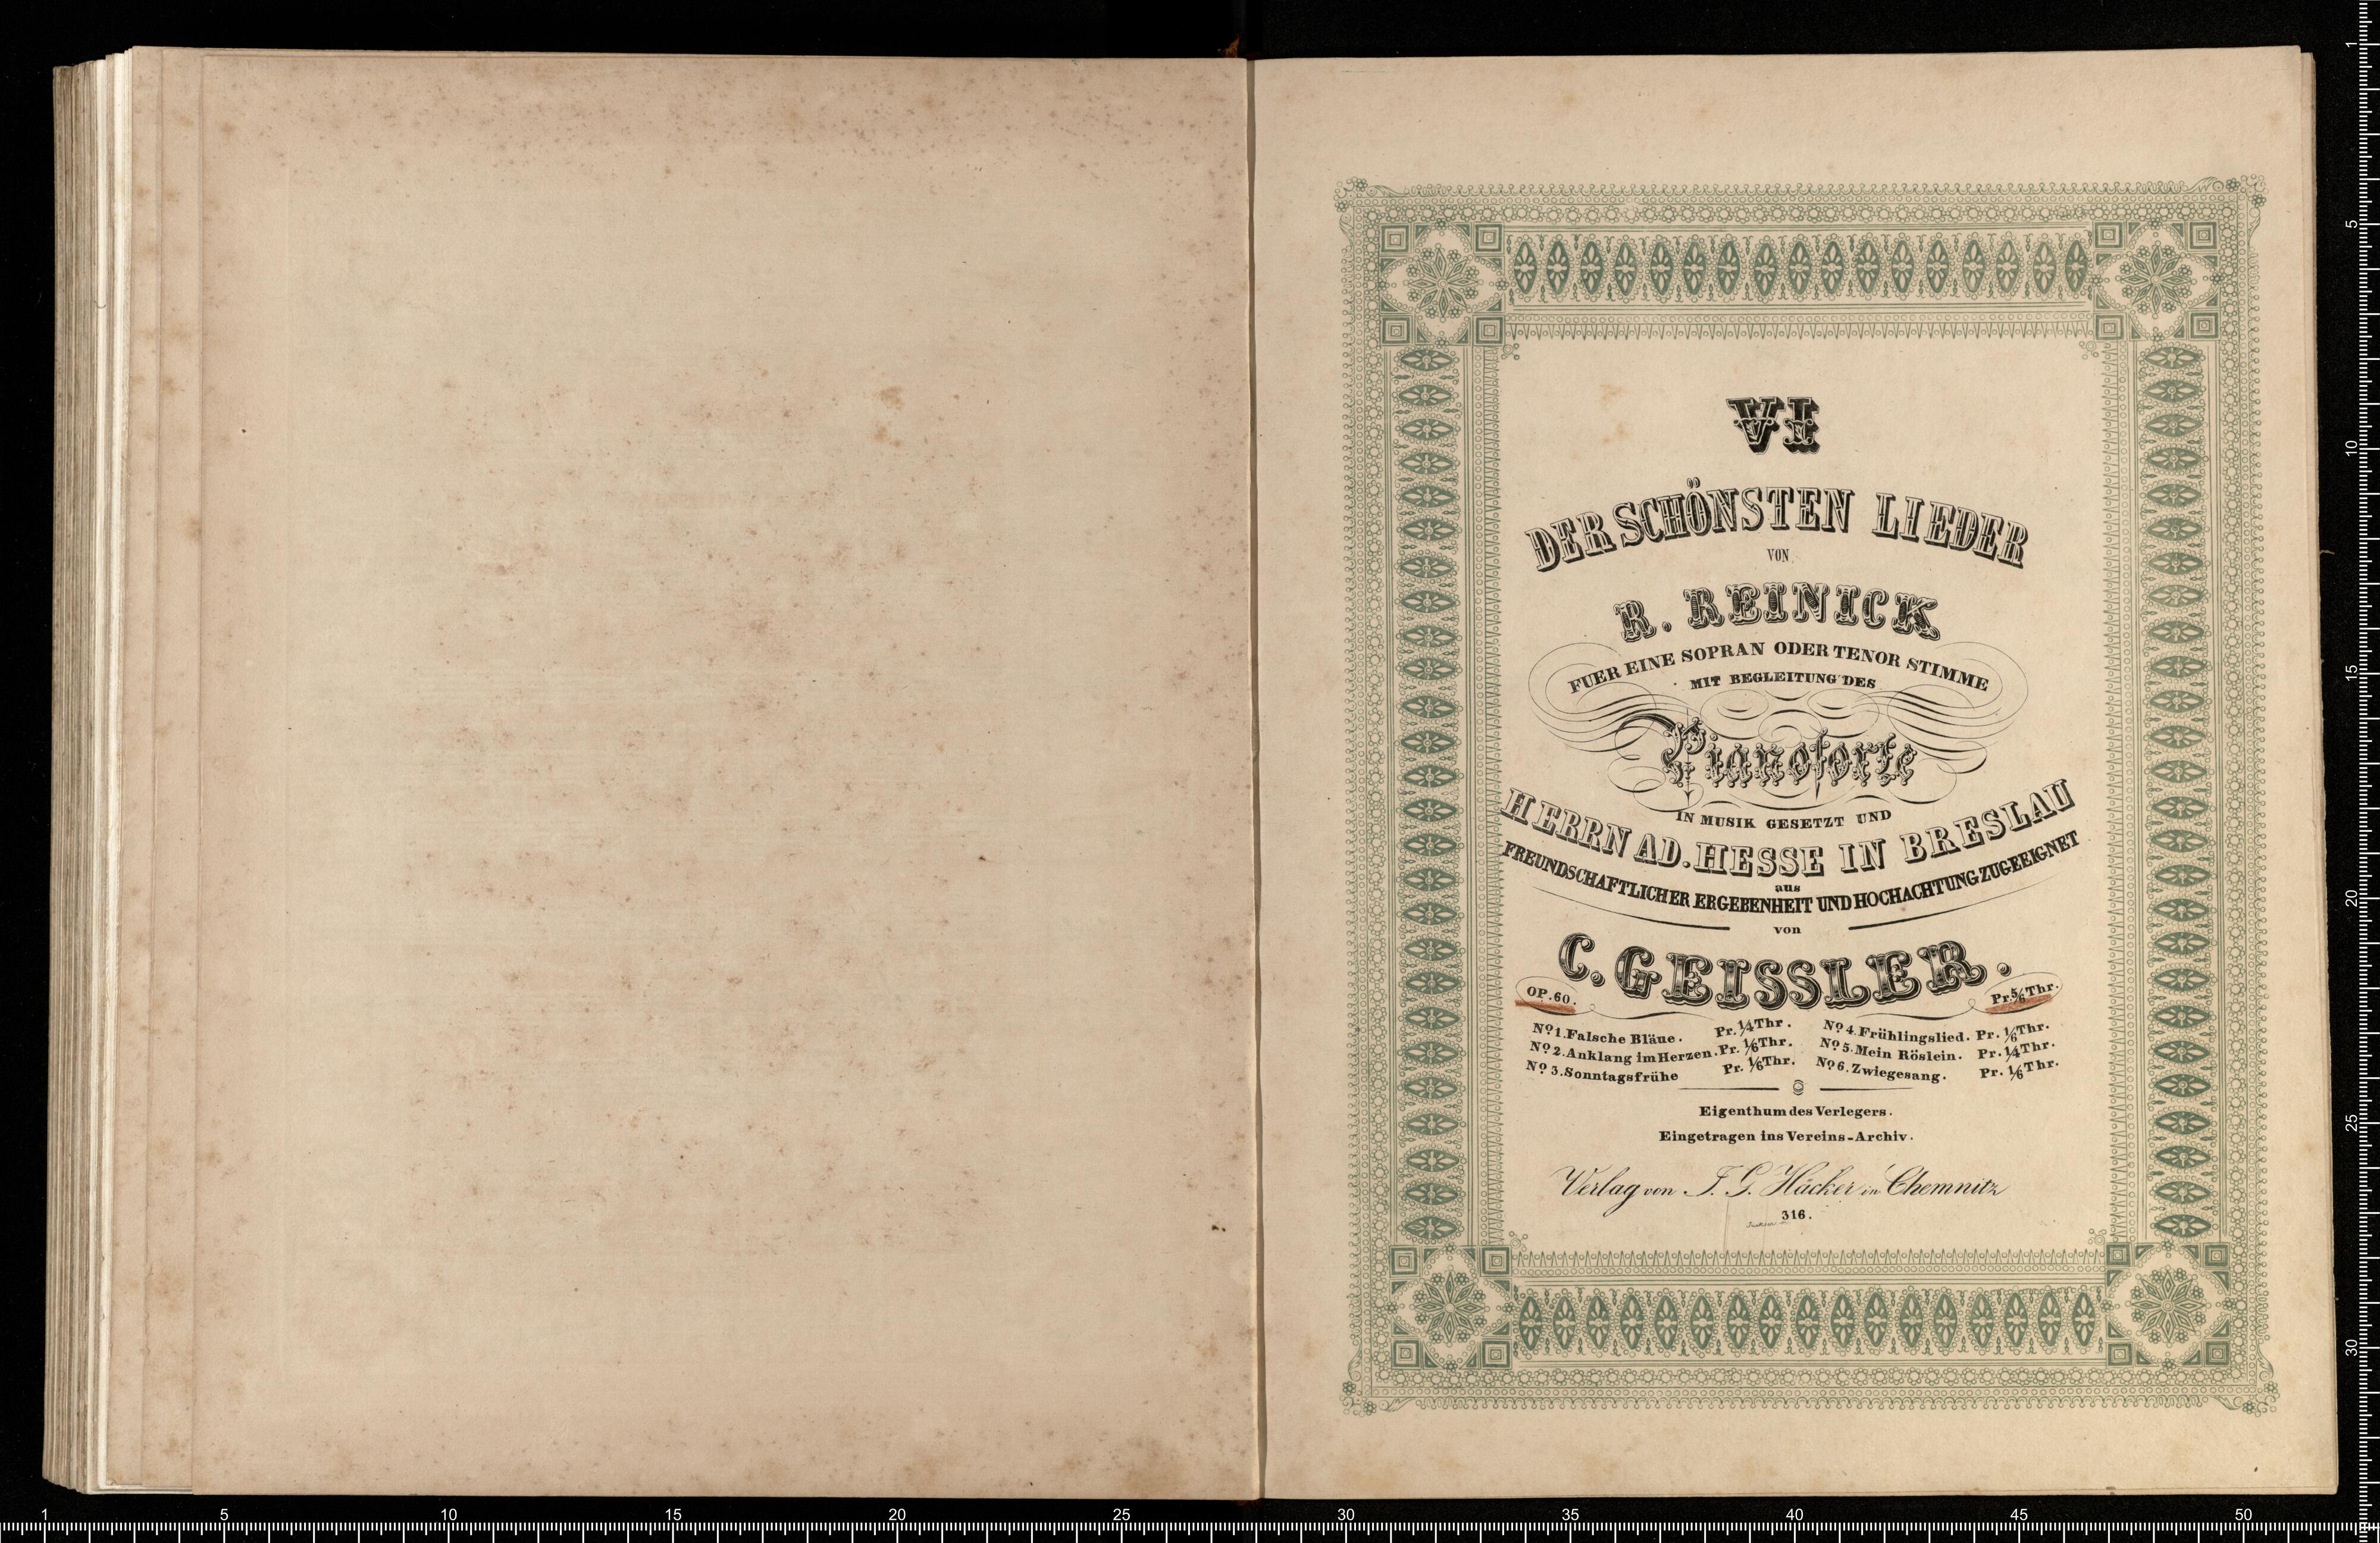 VI
DER SCHÖNSTEN LIEDER
VON
R. REINICK
FUER EINE SOPRAN ODER TENOR STIMME
MIT BEGLEITUNG DES
Pianoforte
IN MUSIK GESETZT UND
HERRN AD. HESSE IN BRESLAU
aus
FREUNDSCHAFTLICHER ERGEBENHEIT UND HOCHACHTUNG ZUGEEIGNET
von
C. GEISSLER.
OP. 60. Pr. 5/6 Thr.
No 1. Falsche Bläue. Pr. 1/4 Thr. No 4. Frühlingslied. Pr. 1/6 Thr.
No 2. Anklang im Herzen. Pr. 1/6 Thr. No 5. Mein Röslein. Pr. 1/4 Thr.
No 3. Sonntagsfrühe Pr. 1/6 Thr. No 6. Zwiegesang. Pr. 1/6 Thr.
Eigenthum des Verlegers.
Eingetragen ins Vereins-Archiv.
Verlag von J. G. Häcker in Chemnitz
316.
1 5 10 15 20 25 30 35 40 45 50
1
5
10
15
20
25
30